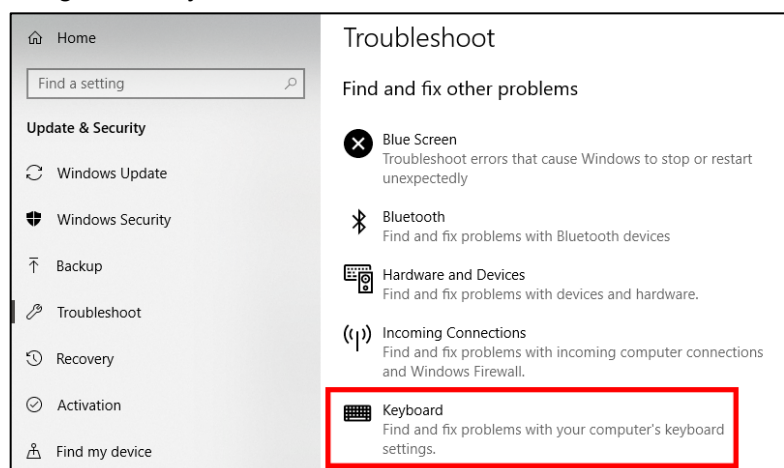 Home
Find a setting
Update & Security
Windows Update
Windows Security
Backup
Troubleshoot
Recovery
Activation
Find my device
Troubleshoot
Find and fix other problems
Blue Screen
Troubleshoot errors that cause Windows to stop or restart
unexpectedly
Bluetooth
Find and fix problems with Bluetooth devices
Hardware and Devices
Find and fix problems with devices and hardware.
Incoming Connections
Find and fix problems with incoming computer connections
and Windows Firewall.
Keyboard
Find and fix problems with your computer's keyboard
settings.